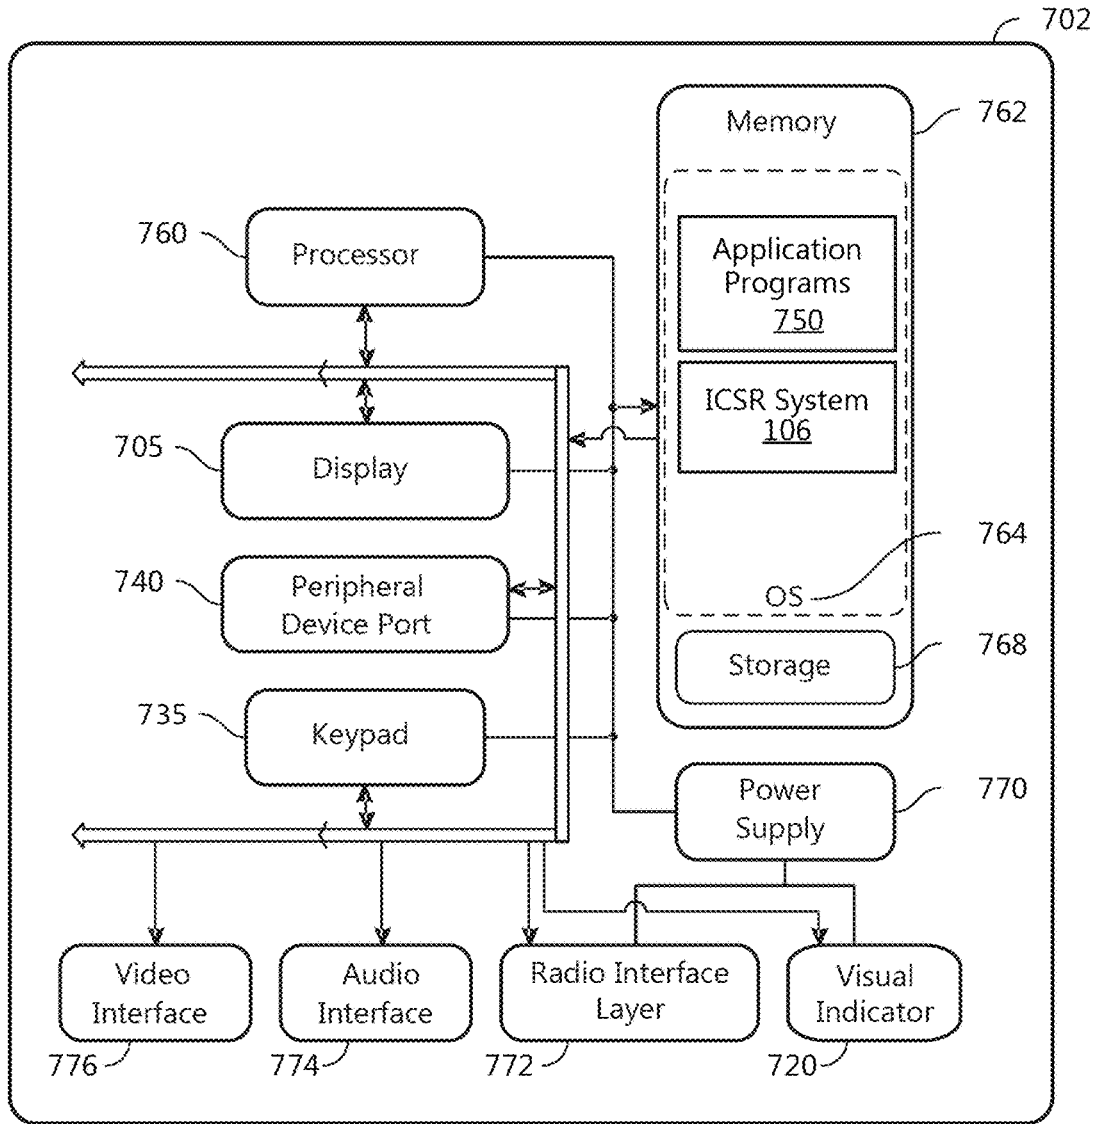 702
Memory
762
760
Processor
Application
Programs
750
ICSR System
106
705
Display
764
740
Peripheral
Device Port
OS
768
Storage
735
Keypad
770
Power
Supply
Video
Interface
Audio
Interface
Radio Interface
Layer
Visual
Indicator
776
774
772
720